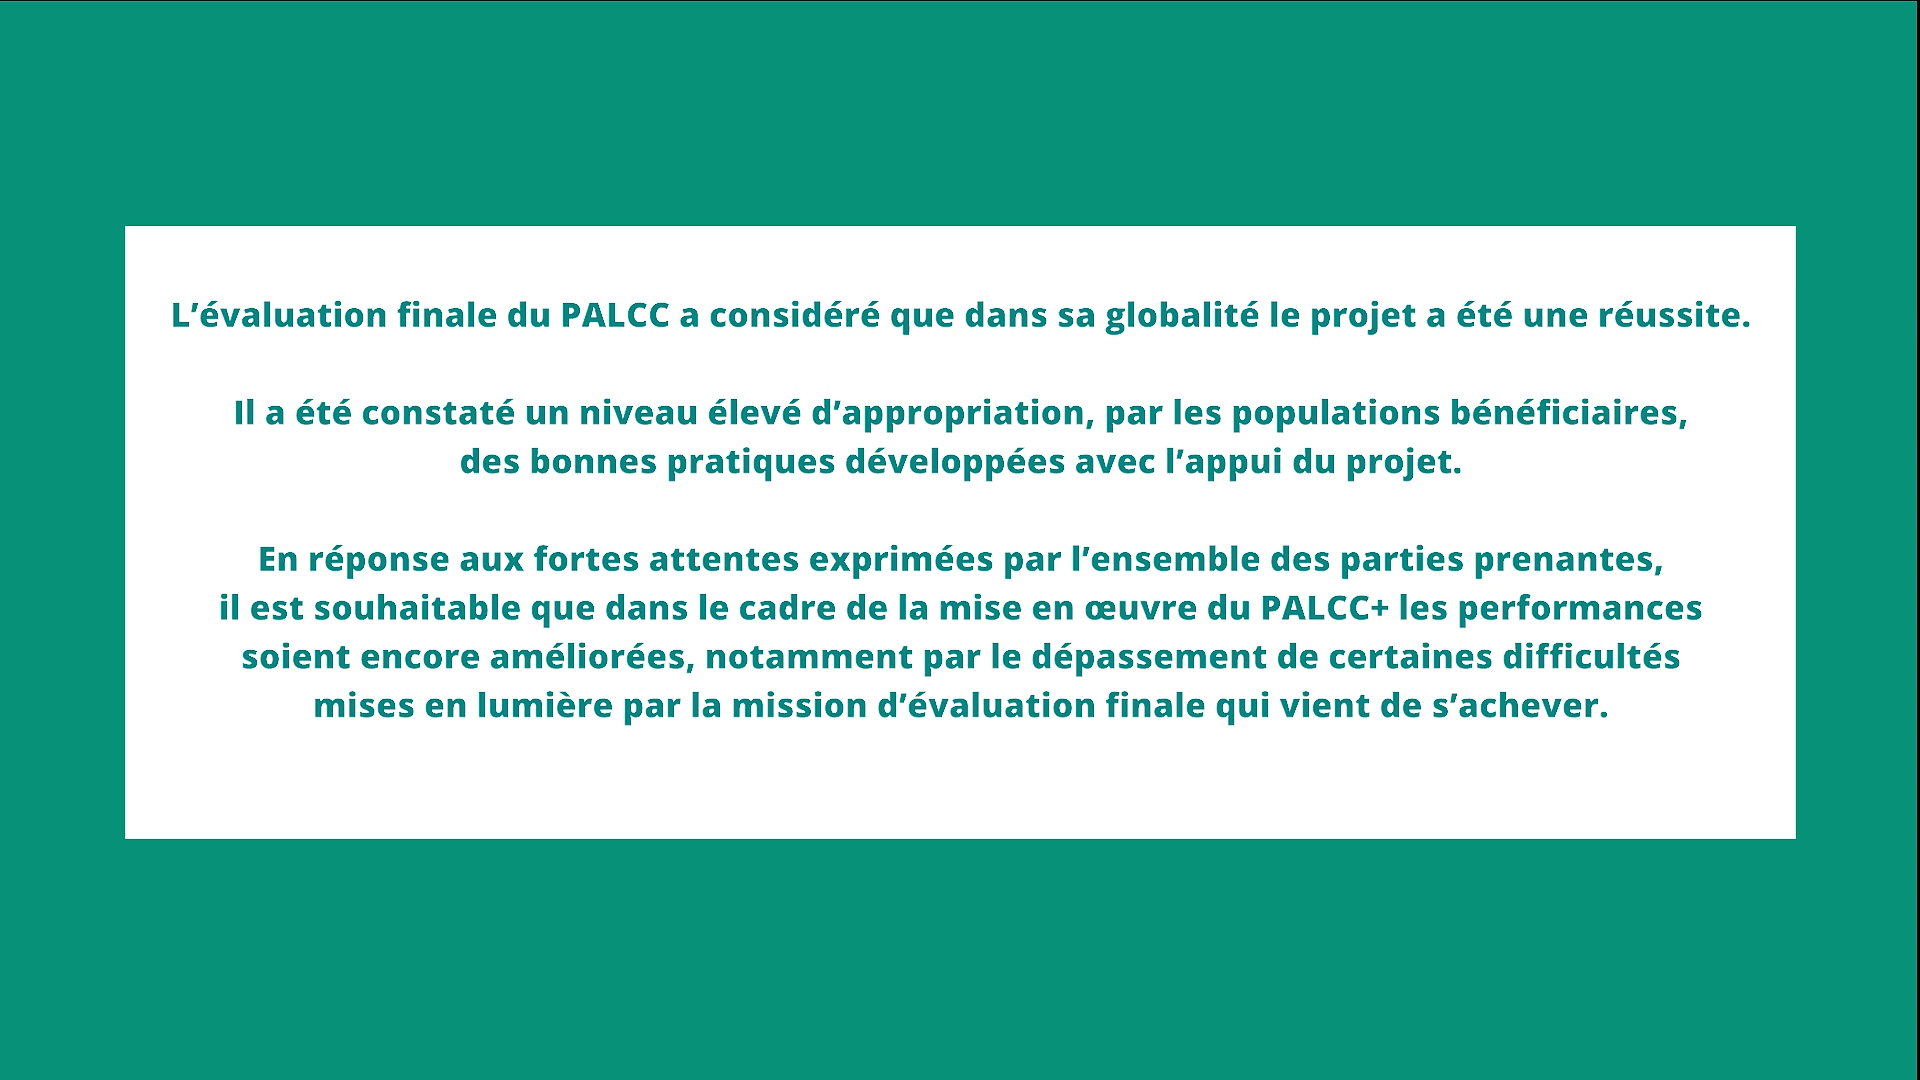 L’évaluation finale du PALCC a considéré que dans sa globalité le projet a été une réussite.
Il a été constaté un niveau élevé d’appropriation, par les populations bénéficiaires,
des bonnes pratiques développées avec l’appui du projet.
En réponse aux fortes attentes exprimées par l’ensemble des parties prenantes,
il est souhaitable que dans le cadre de la mise en œuvre du PALCC+ les performances
soient encore améliorées, notamment par le dépassement de certaines difficultés
mises en lumière par la mission d’évaluation finale qui vient de s’achever.